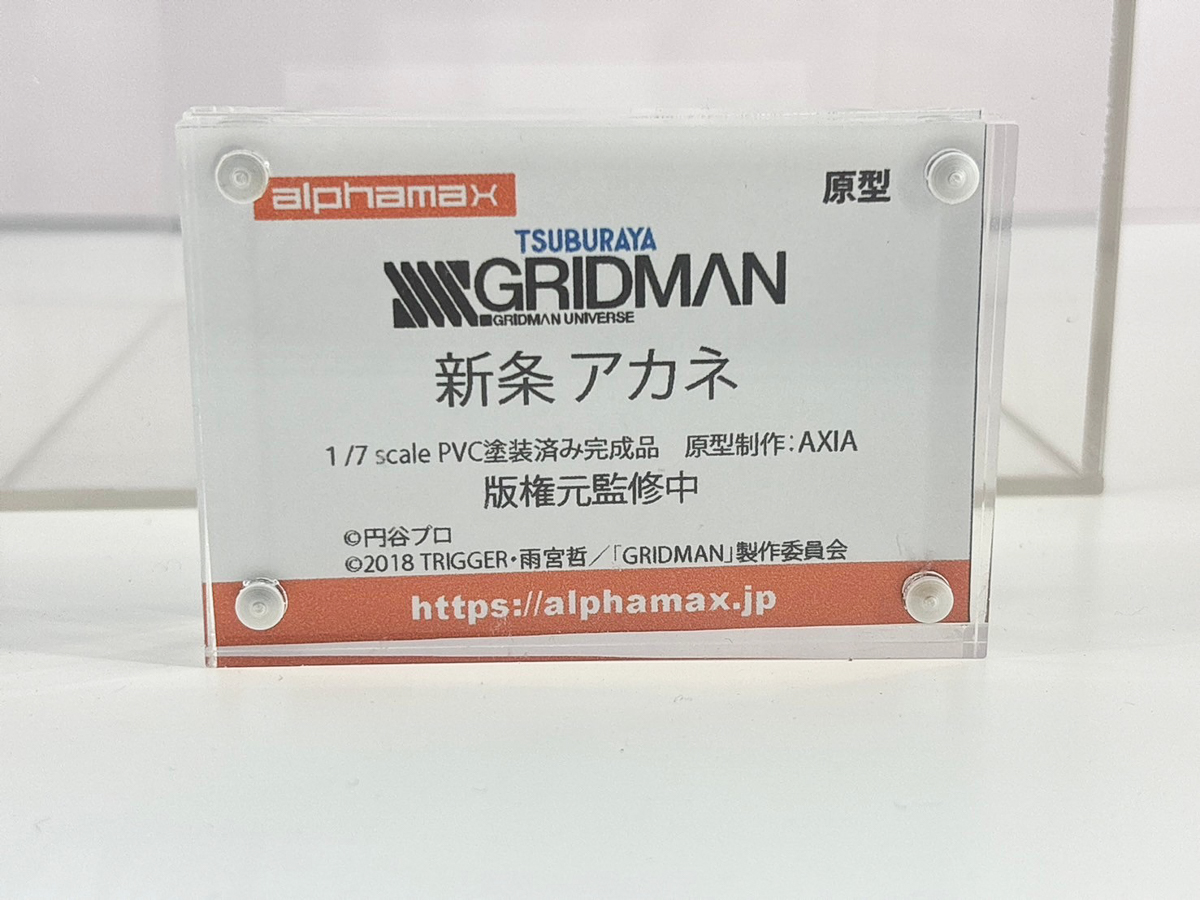 alphamax
原型
TSUBURAYA
GRIDMAN
GRIDMAN UNIVERSE
新条 アカネ
1/7 scale PVC塗装済み完成品　原型制作：AXIA
版権元監修中
©円谷プロ
©2018 TRIGGER・雨宮哲／「GRIDMAN」製作委員会
https://alphamax.jp